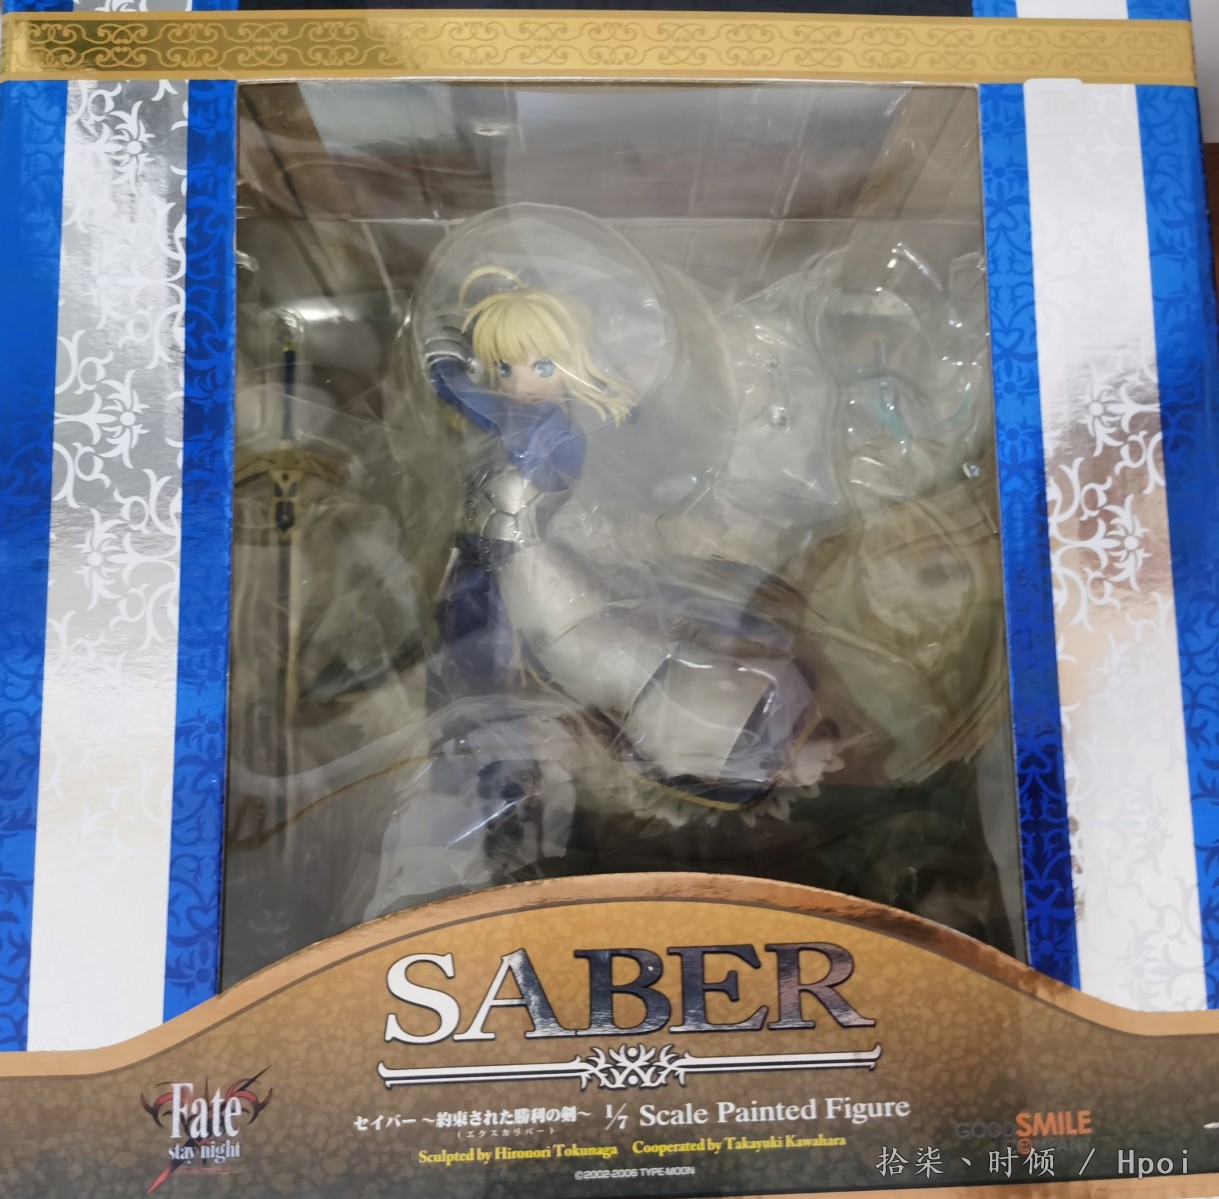 SABER
Fate
stay night
セイバー ~約束された勝利の剣~ 1/7 Scale Painted Figure
(エクスカリバー)
Sculpted by Hironori Tokunaga Cooperated by Takayuki Kawahara
©2002-2006 TYPE-MOON
GOOD SMILE
拾柒、时倾 / Hpoi